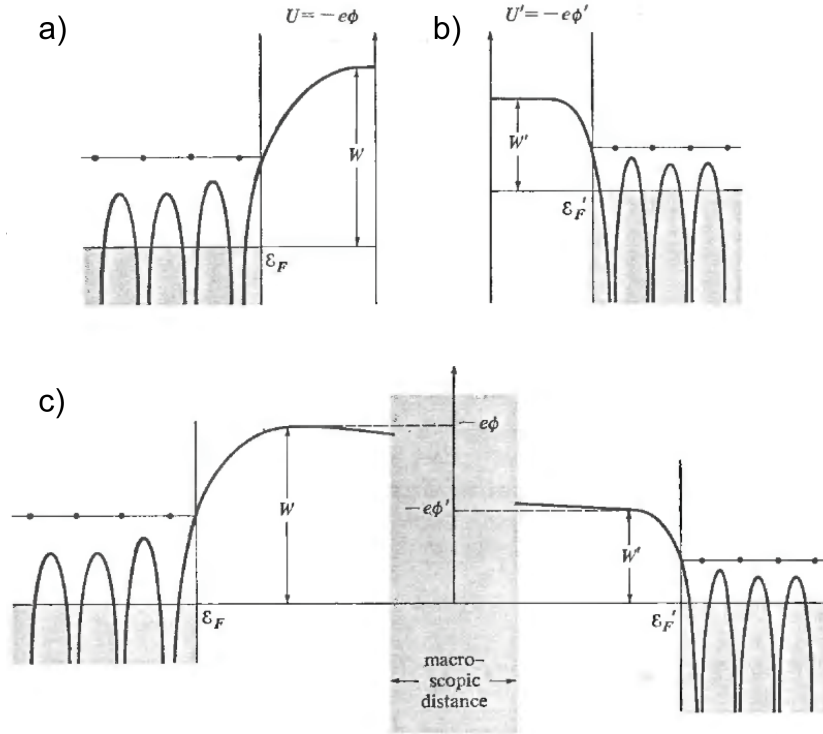 a)
U = −eϕ
W
ℰF
b)
U' = −eϕ'
W'
ℰF'
c)
−eϕ
W
−eϕ'
W'
ℰF
ℰF'
macro-
scopic
distance